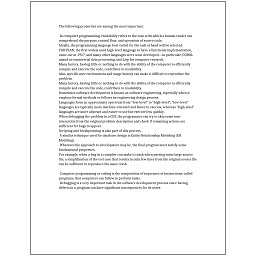 The following properties are among the most important:
In computer programming, readability refers to the ease with which a human reader can
comprehend the purpose, control flow, and operation of source code.
Ideally, the programming language best suited for the task at hand will be selected.
FORTRAN, the first widely used high-level language to have a functional implementation,
came out in 1957, and many other languages were soon developed—in particular, COBOL
aimed at commercial data processing, and Lisp for computer research.
Many factors, having little or nothing to do with the ability of the computer to efficiently
compile and execute the code, contribute to readability.
Also, specific user environment and usage history can make it difficult to reproduce the
problem.
Many factors, having little or nothing to do with the ability of the computer to efficiently
compile and execute the code, contribute to readability.
Sometimes software development is known as software engineering, especially when it
employs formal methods or follows an engineering design process.
Languages form an approximate spectrum from "low-level" to "high-level"; "low-level"
languages are typically more machine-oriented and faster to execute, whereas "high-level"
languages are more abstract and easier to use but execute less quickly.
When debugging the problem in a GUI, the programmer can try to skip some user
interaction from the original problem description and check if remaining actions are
sufficient for bugs to appear.
Scripting and breakpointing is also part of this process.
A similar technique used for database design is Entity-Relationship Modeling (ER
Modeling).
Whatever the approach to development may be, the final program must satisfy some
fundamental properties.
For example, when a bug in a compiler can make it crash when parsing some large source
file, a simplification of the test case that results in only few lines from the original source file
can be sufficient to reproduce the same crash.
Computer programming or coding is the composition of sequences of instructions, called
programs, that computers can follow to perform tasks.
Debugging is a very important task in the software development process since having
defects in a program can have significant consequences for its users.